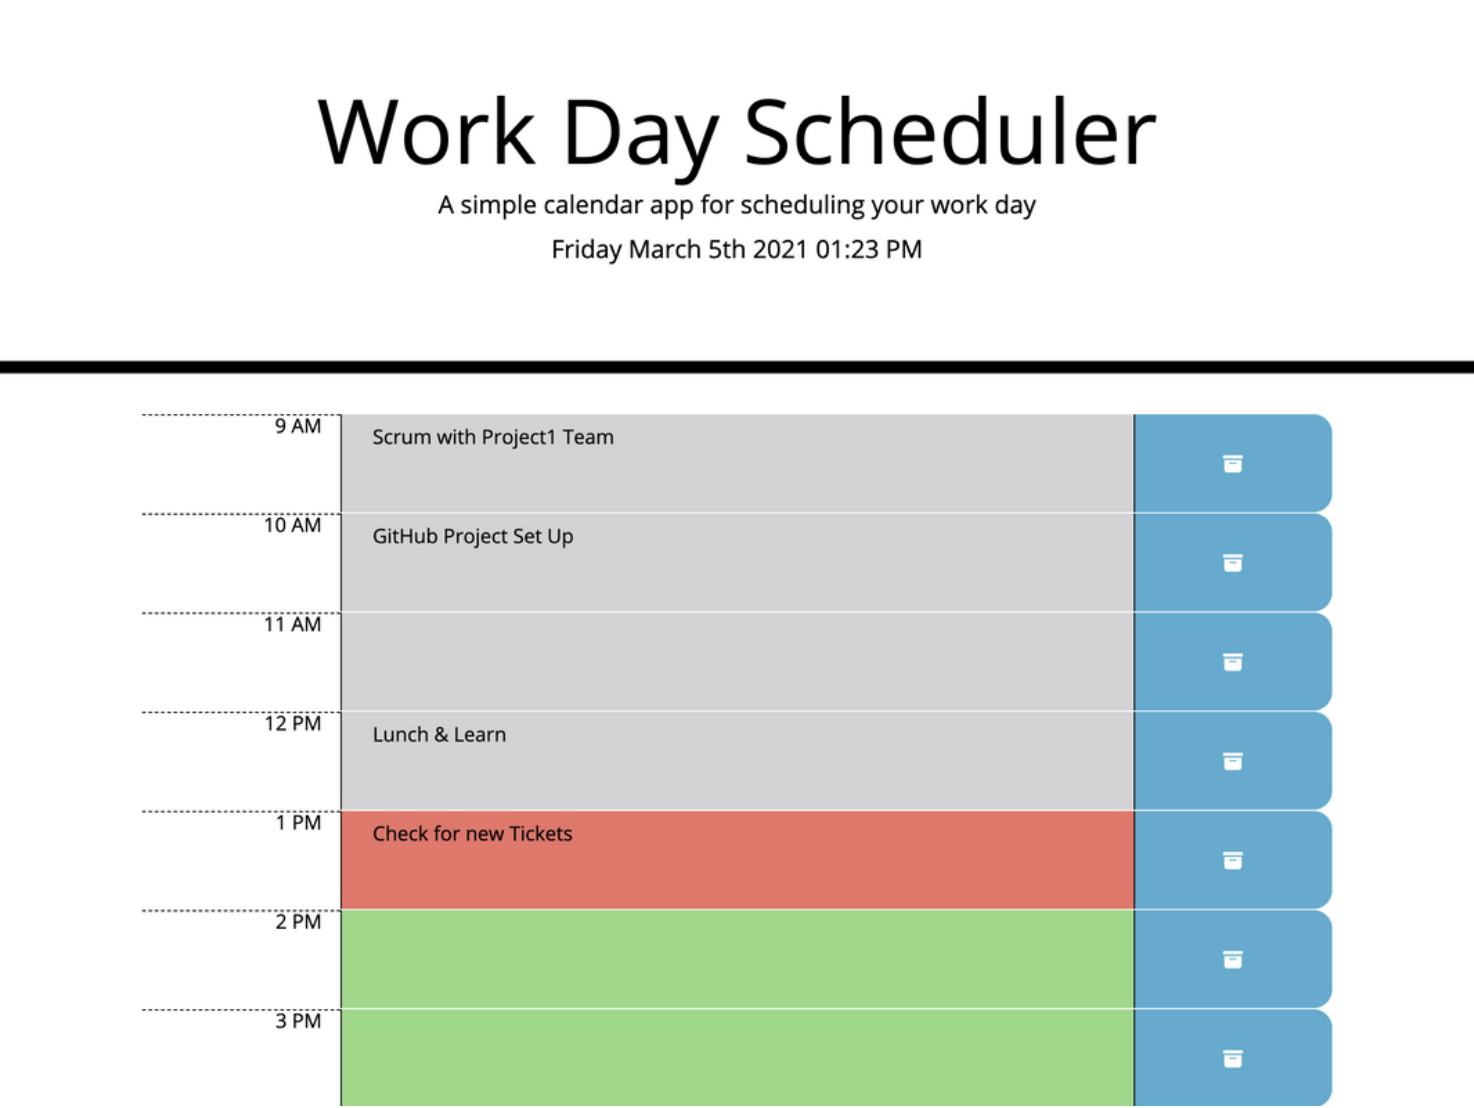 Work Day Scheduler
A simple calendar app for scheduling your work day
Friday March 5th 2021 01:23 PM
9 AM
Scrum with Project1 Team
10 AM
GitHub Project Set Up
11 AM
12 PM
Lunch & Learn
1 PM
Check for new Tickets
2 PM
3 PM